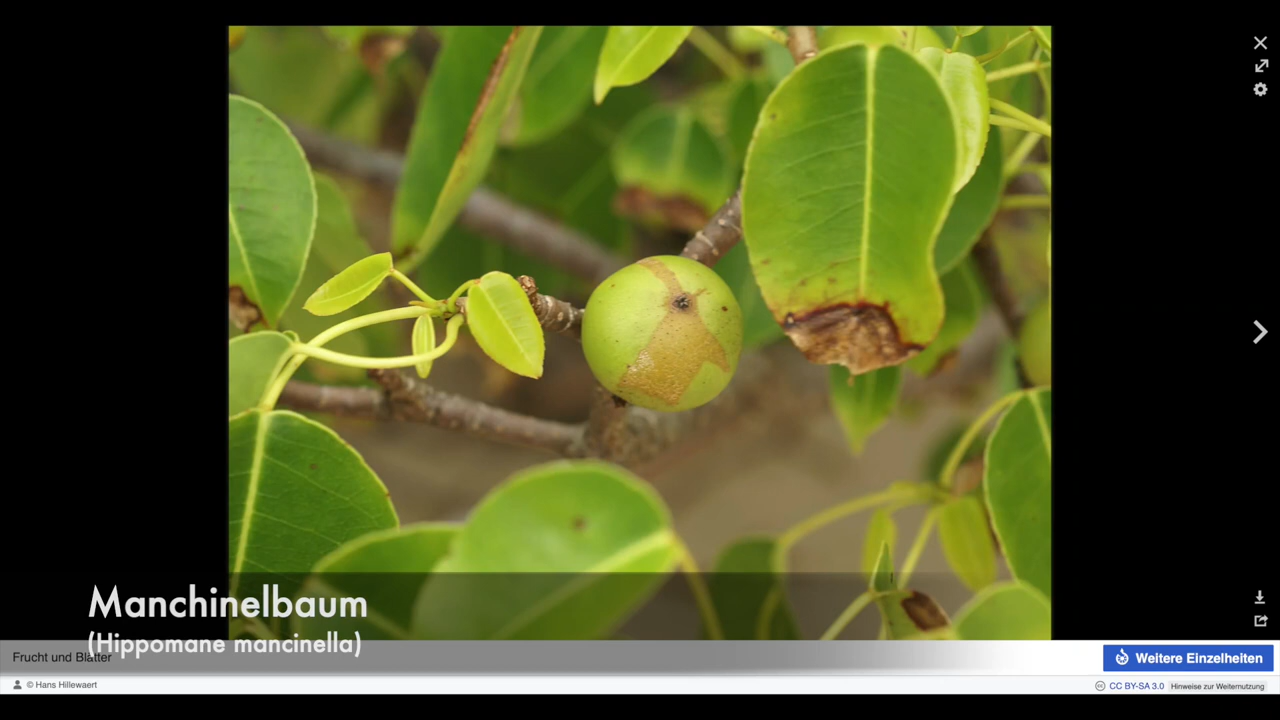 Manchinelbaum
(Hippomane mancinella)
Frucht und Blätter
Weitere Einzelheiten
© Hans Hillewaert
CC BY-SA 3.0 Hinweise zur Weiternutzung